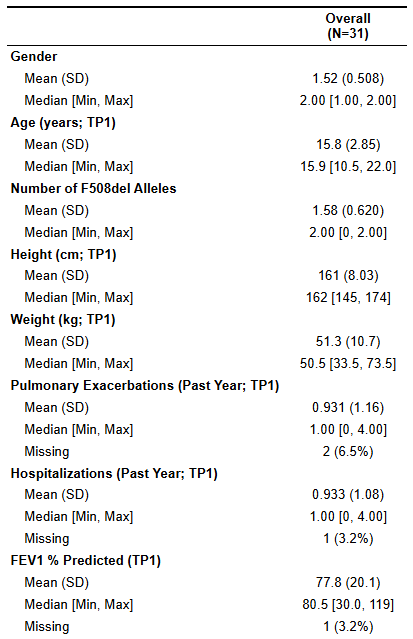 Overall
(N=31)
Gender
Mean (SD) 1.52 (0.508)
Median [Min, Max] 2.00 [1.00, 2.00]
Age (years; TP1)
Mean (SD) 15.8 (2.85)
Median [Min, Max] 15.9 [10.5, 22.0]
Number of F508del Alleles
Mean (SD) 1.58 (0.620)
Median [Min, Max] 2.00 [0, 2.00]
Height (cm; TP1)
Mean (SD) 161 (8.03)
Median [Min, Max] 162 [145, 174]
Weight (kg; TP1)
Mean (SD) 51.3 (10.7)
Median [Min, Max] 50.5 [33.5, 73.5]
Pulmonary Exacerbations (Past Year; TP1)
Mean (SD) 0.931 (1.16)
Median [Min, Max] 1.00 [0, 4.00]
Missing 2 (6.5%)
Hospitalizations (Past Year; TP1)
Mean (SD) 0.933 (1.08)
Median [Min, Max] 1.00 [0, 4.00]
Missing 1 (3.2%)
FEV1 % Predicted (TP1)
Mean (SD) 77.8 (20.1)
Median [Min, Max] 80.5 [30.0, 119]
Missing 1 (3.2%)